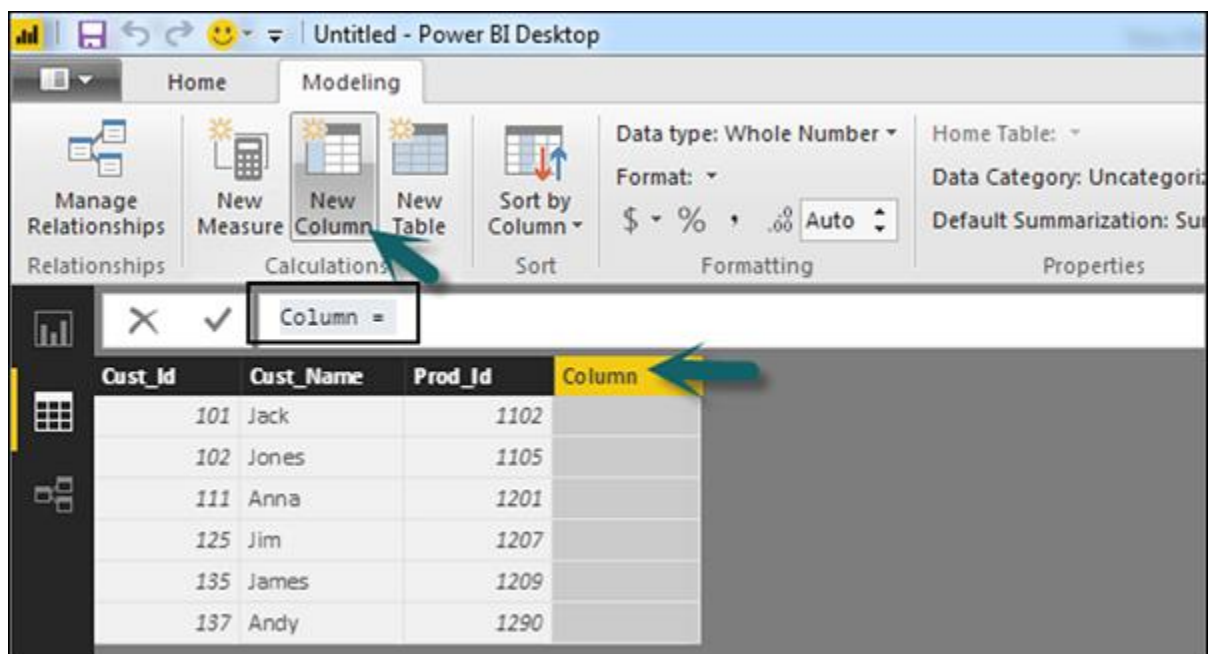 Untitled - Power BI Desktop
Home Modeling
Manage Relationships
New Measure
New Column
New Table
Sort by Column
Data type: Whole Number
Format:
$ % , .00 Auto
Home Table:
Data Category:
Default Summarization:
Relationships Calculations Sort Formatting Properties
Column =
Cust_Id Cust_Name Prod_Id Column
101 Jack 1102
102 Jones 1105
111 Anna 1201
125 Jim 1207
135 James 1209
137 Andy 1290